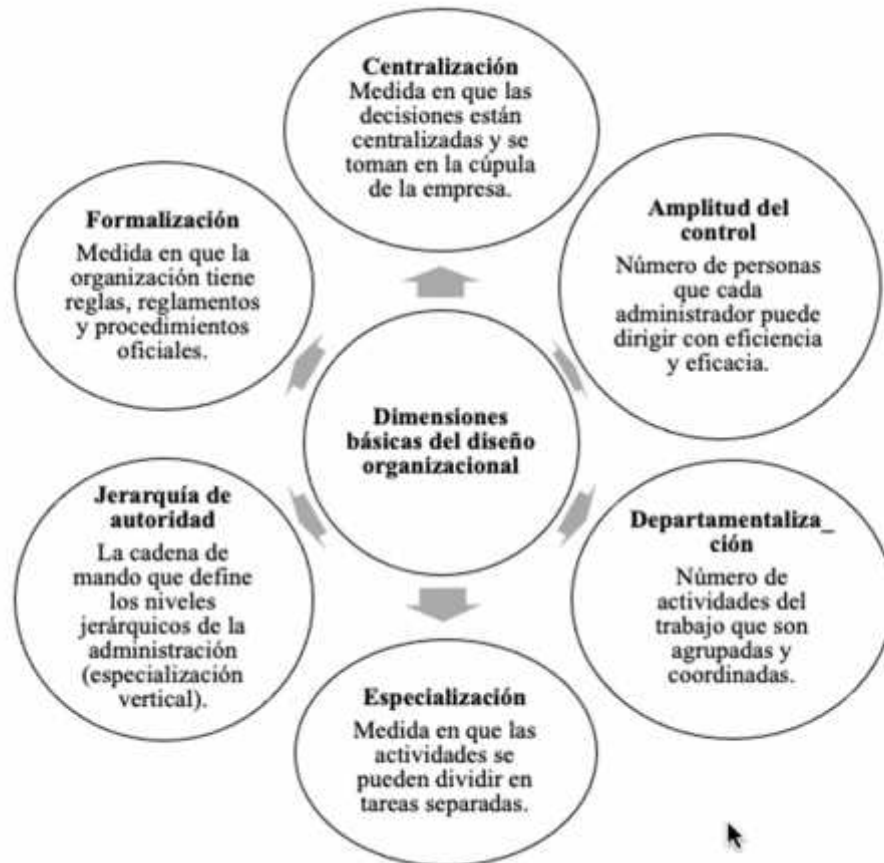 Centralización
Medida en que las
decisiones están
centralizadas y se
toman en la cúpula
de la empresa.
Amplitud del
control
Número de personas
que cada
administrador puede
dirigir con eficiencia
y eficacia.
Departamentaliza_
ción
Número de
actividades del
trabajo que son
agrupadas y
coordinadas.
Especialización
Medida en que las
actividades se
pueden dividir en
tareas separadas.
Jerarquía de
autoridad
La cadena de
mando que define
los niveles
jerárquicos de la
administración
(especialización
vertical).
Formalización
Medida en que la
organización tiene
reglas, reglamentos
y procedimientos
oficiales.
Dimensiones
básicas del diseño
organizacional